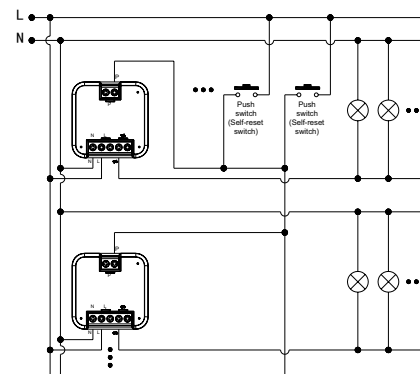 L
N
P
P
N L
L
Push
switch
(Self-reset
switch)
Push
switch
(Self-reset
switch)
P
P
N L
L